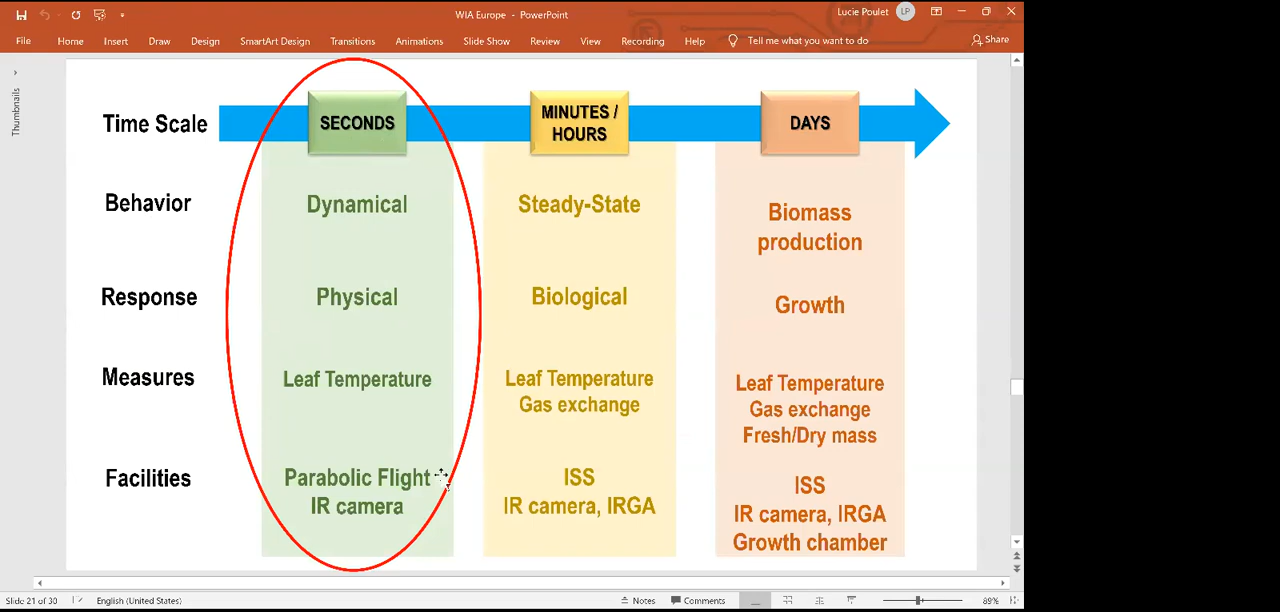 WIA Europe - PowerPoint
Lucie Poulet LP
File Home Insert Draw Design SmartArt Design Transitions Animations Slide Show Review View Recording Help Tell me what you want to do Share
Thumbnails
Time Scale SECONDS MINUTES / HOURS DAYS
Behavior Dynamical Steady-State Biomass production
Response Physical Biological Growth
Measures Leaf Temperature
Leaf Temperature
Gas exchange
Leaf Temperature
Gas exchange
Fresh/Dry mass
Facilities Parabolic Flight
IR camera
ISS
IR camera, IRGA
ISS
IR camera, IRGA
Growth chamber
Slide 21 of 30 English (United States) Notes Comments 89%